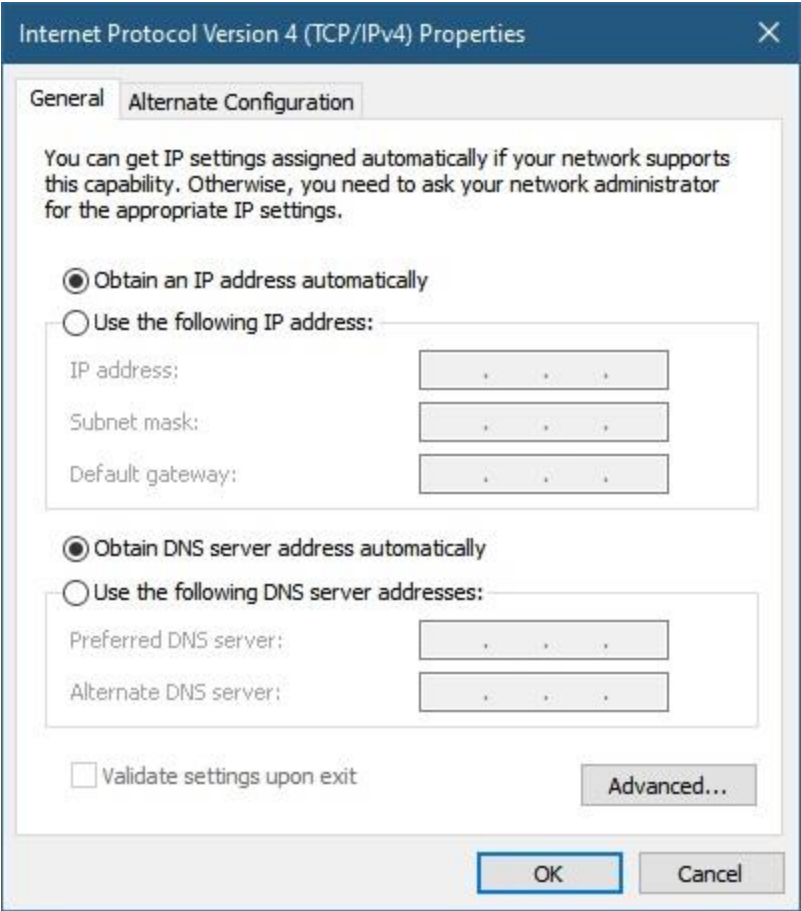 Internet Protocol Version 4 (TCP/IPv4) Properties
General
Alternate Configuration
You can get IP settings assigned automatically if your network supports
this capability. Otherwise, you need to ask your network administrator
for the appropriate IP settings.
Obtain an IP address automatically
Use the following IP address:
IP address:
Subnet mask:
Default gateway:
Obtain DNS server address automatically
Use the following DNS server addresses:
Preferred DNS server:
Alternate DNS server:
Validate settings upon exit
Advanced...
OK
Cancel